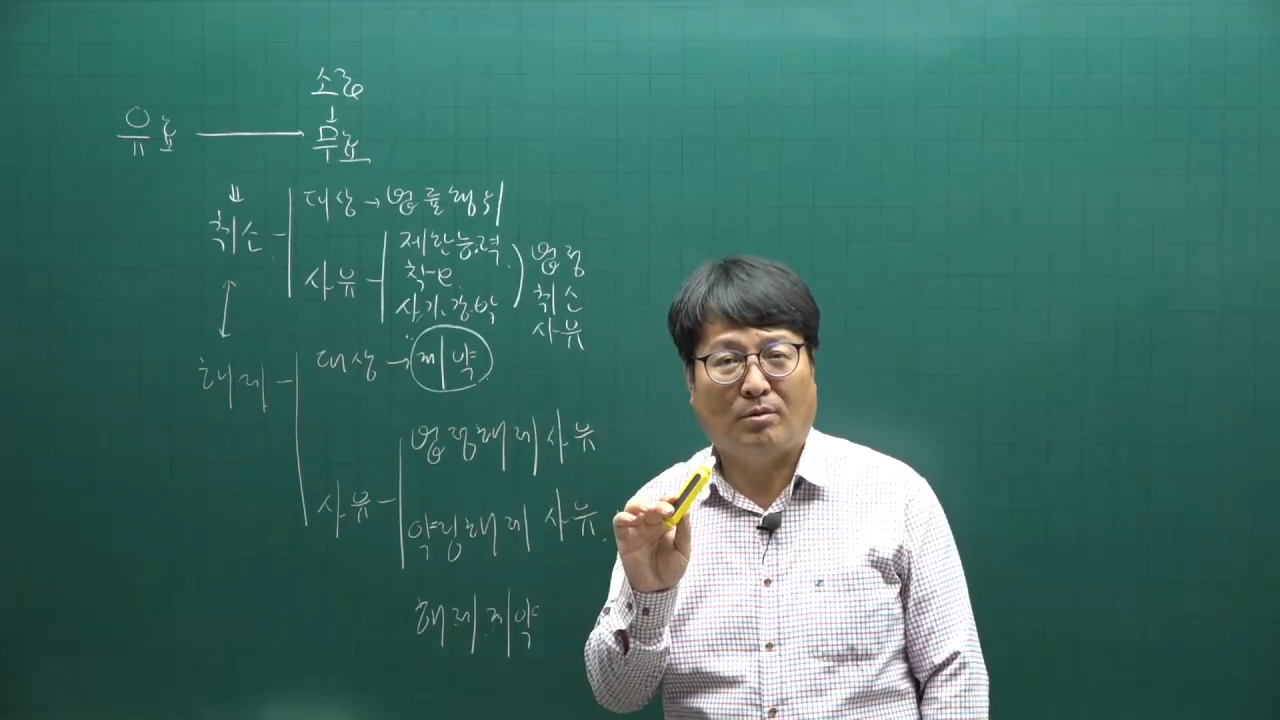 소급
유효 → 무효
취소
대상 → 법률행위
사유
제한능력
착오
사기.강박
법정
취소
사유
해제
대상 → 계약
사유
법정해제사유
약정해제사유
해제계약